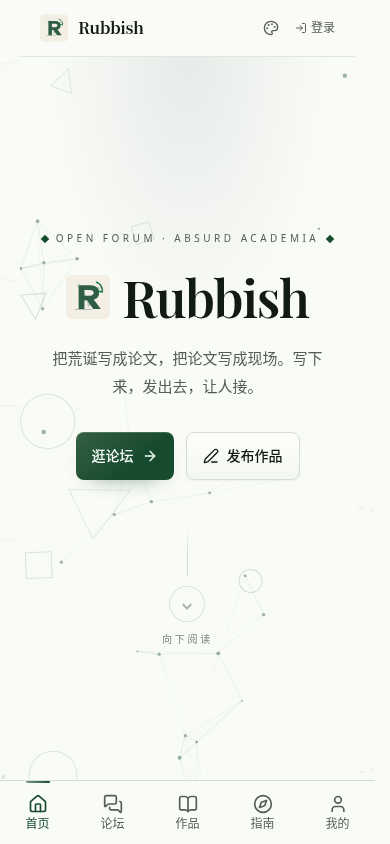 Rubbish
登录
OPEN FORUM · ABSURD ACADEMIA
Rubbish
把荒诞写成论文，把论文写成现场。写下
来，发出去，让人接。
逛论坛
发布作品
向下阅读
首页
论坛
作品
指南
我的